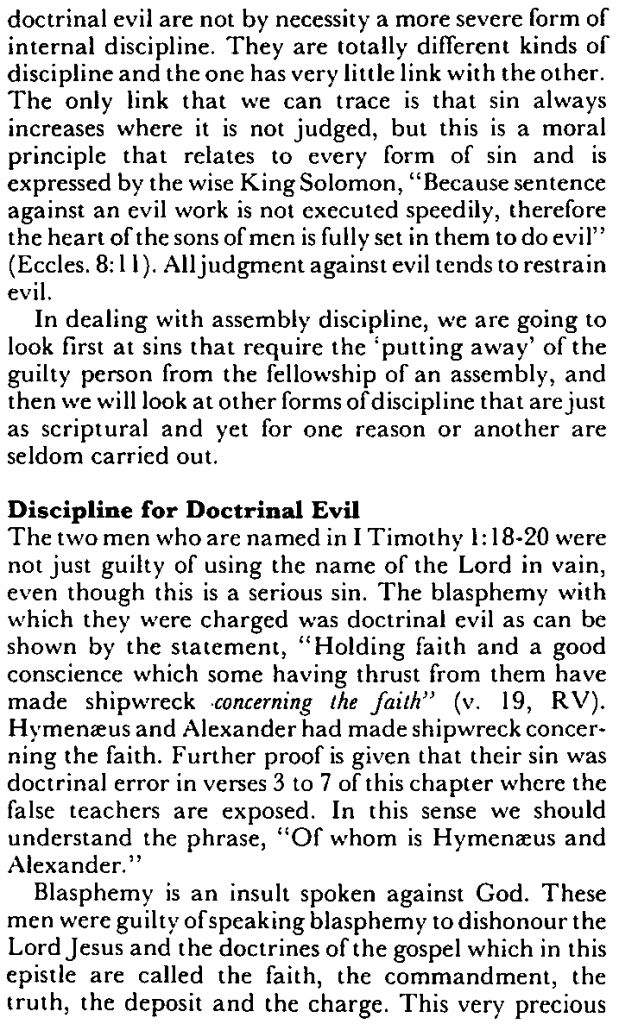 doctrinal evil are not by necessity a more severe form of
internal discipline. They are totally different kinds of
discipline and the one has very little link with the other.
The only link that we can trace is that sin always
increases where it is not judged, but this is a moral
principle that relates to every form of sin and is
expressed by the wise King Solomon, “Because sentence
against an evil work is not executed speedily, therefore
the heart of the sons of men is fully set in them to do evil”
(Eccles. 8:11). All judgment against evil tends to restrain
evil.
In dealing with assembly discipline, we are going to
look first at sins that require the ‘putting away’ of the
guilty person from the fellowship of an assembly, and
then we will look at other forms of discipline that are just
as scriptural and yet for one reason or another are
seldom carried out.
Discipline for Doctrinal Evil
The two men who are named in I Timothy 1:18-20 were
not just guilty of using the name of the Lord in vain,
even though this is a serious sin. The blasphemy with
which they were charged was doctrinal evil as can be
shown by the statement, “Holding faith and a good
conscience which some having thrust from them have
made shipwreck concerning the faith” (v. 19, RV).
Hymenæus and Alexander had made shipwreck concer-
ning the faith. Further proof is given that their sin was
doctrinal error in verses 3 to 7 of this chapter where the
false teachers are exposed. In this sense we should
understand the phrase, “Of whom is Hymenæus and
Alexander.”
Blasphemy is an insult spoken against God. These
men were guilty of speaking blasphemy to dishonour the
Lord Jesus and the doctrines of the gospel which in this
epistle are called the faith, the commandment, the
truth, the deposit and the charge. This very precious